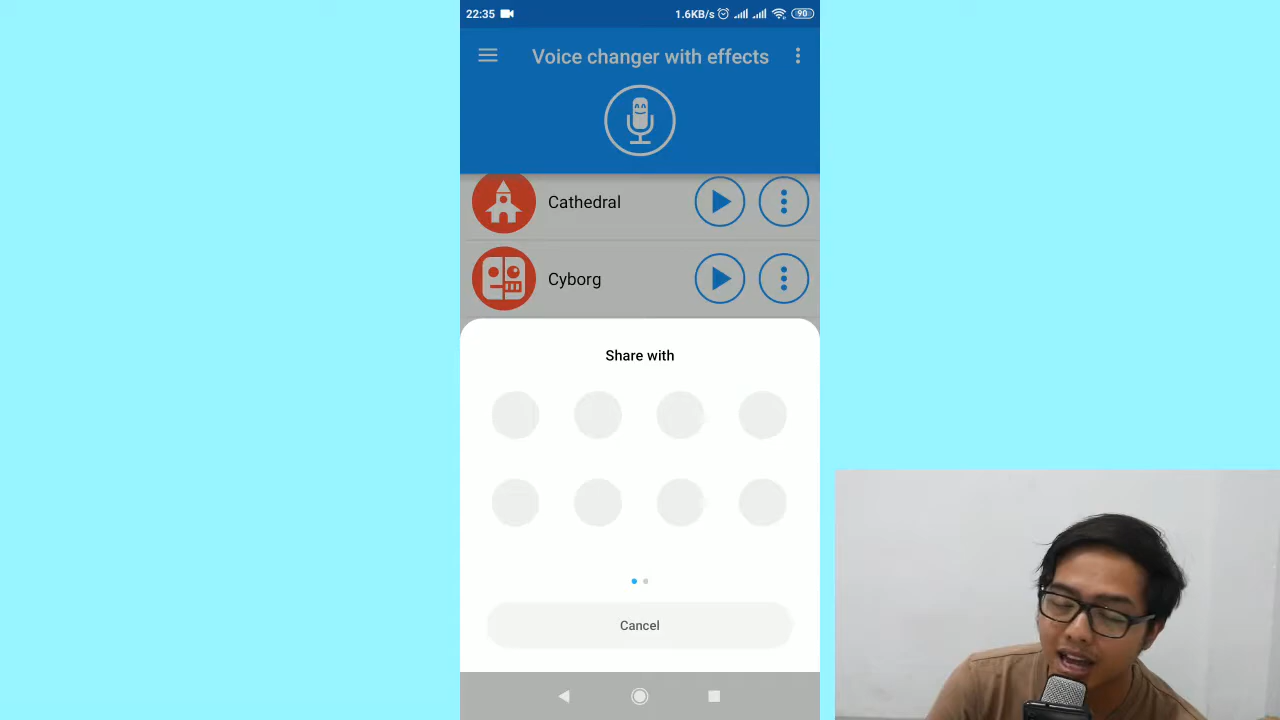 22:35
1.6KB/s
90
Voice changer with effects
Cathedral
Cyborg
Share with
Cancel